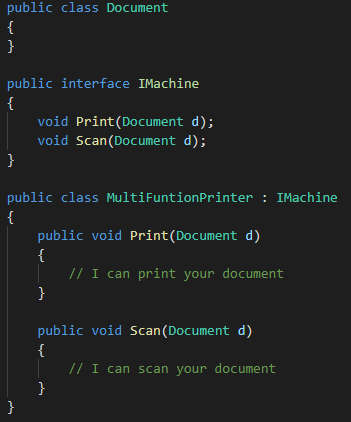 public class Document
{
}
public interface IMachine
{
void Print(Document d);
void Scan(Document d);
}
public class MultiFuntionPrinter : IMachine
{
public void Print(Document d)
{
// I can print your document
}
public void Scan(Document d)
{
// I can scan your document
}
}